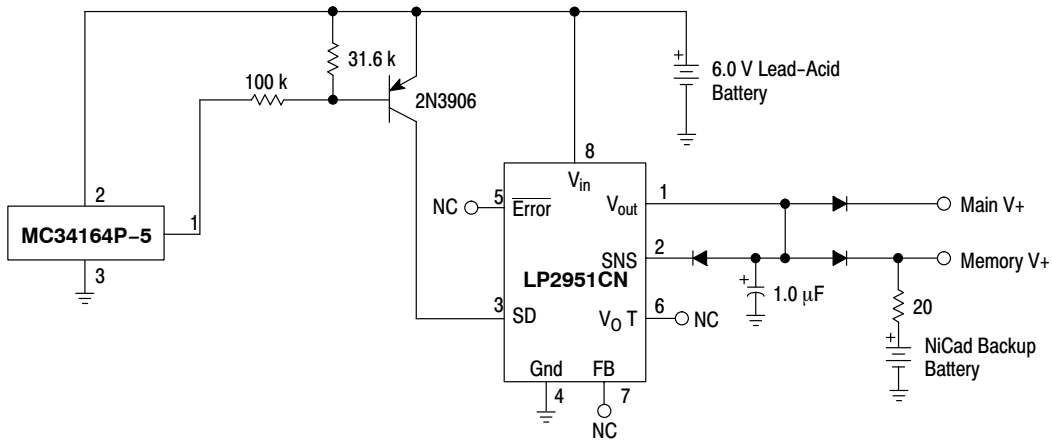 31.6 k
100 k
2N3906
+
6.0 V Lead-Acid
Battery
8
Vin
2
MC34164P-5
1
3
NC
5
Error
Vout
1
Main V+
SNS
2
LP2951CN
+
1.0 μF
Memory V+
3
SD
VO T
6
NC
20
+
NiCad Backup
Battery
Gnd
FB
4
7
NC